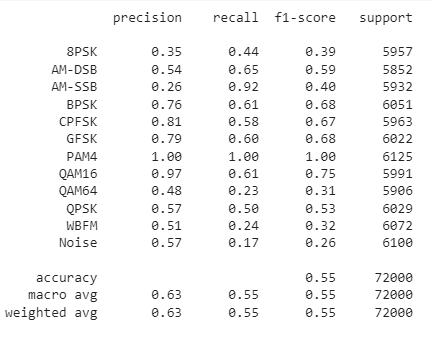 precision recall f1-score support
8PSK 0.35 0.44 0.39 5957
AM-DSB 0.54 0.65 0.59 5852
AM-SSB 0.26 0.92 0.40 5932
BPSK 0.76 0.61 0.68 6051
CPFSK 0.81 0.58 0.67 5963
GFSK 0.79 0.60 0.68 6022
PAM4 1.00 1.00 1.00 6125
QAM16 0.97 0.61 0.75 5991
QAM64 0.48 0.23 0.31 5906
QPSK 0.57 0.50 0.53 6029
WBFM 0.51 0.24 0.32 6072
Noise 0.57 0.17 0.26 6100
accuracy 0.55 72000
macro avg 0.63 0.55 0.55 72000
weighted avg 0.63 0.55 0.55 72000